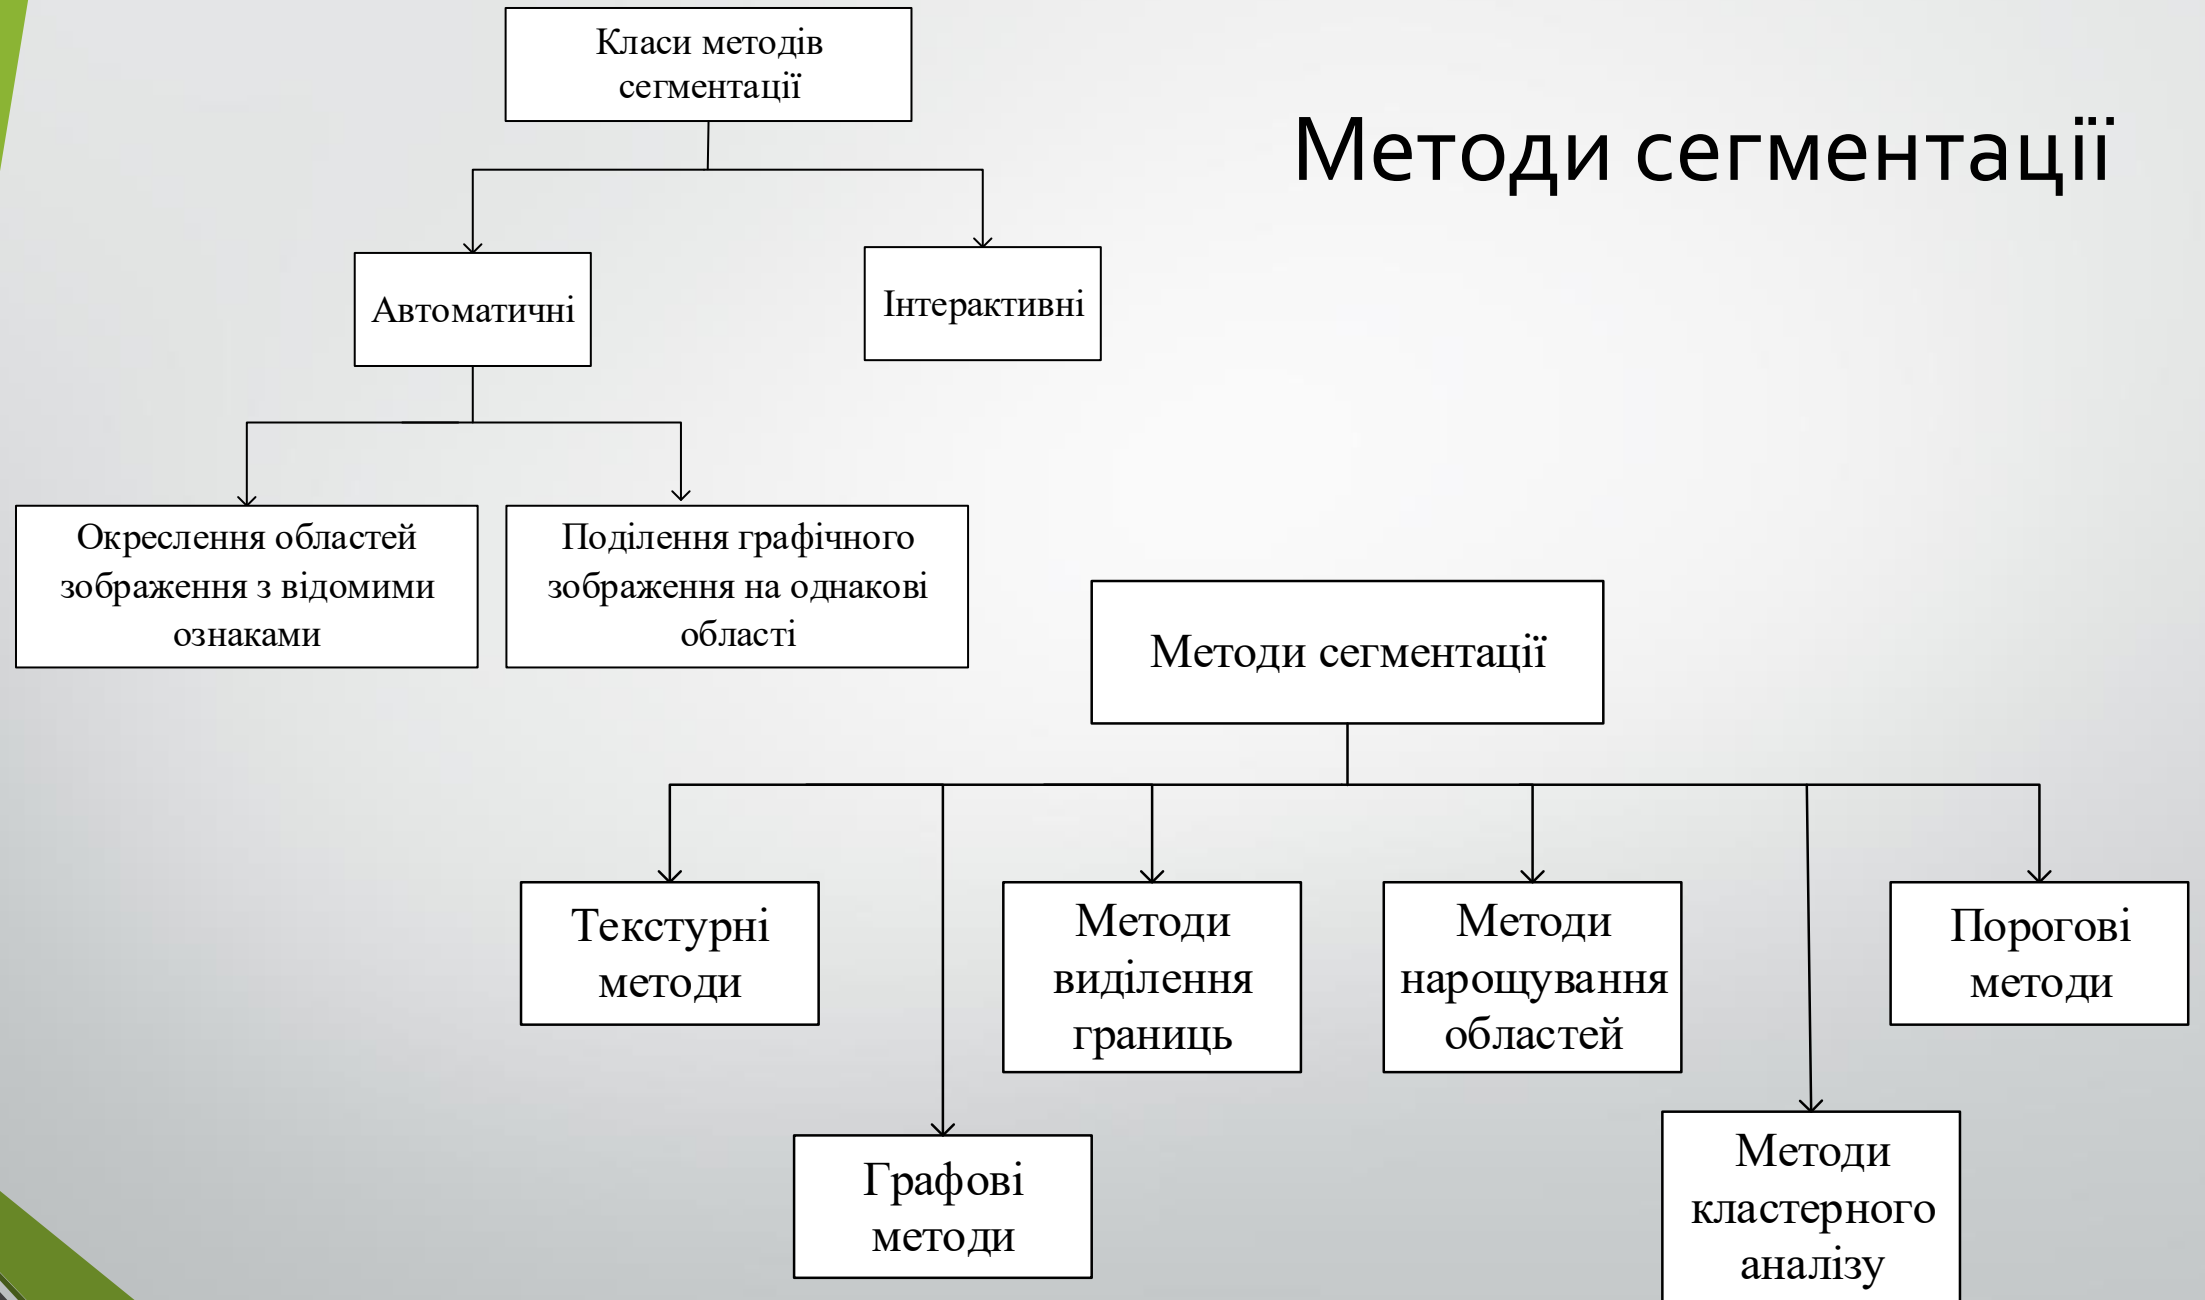 Методи сегментації
Класи методів
сегментації
Автоматичні
Інтерактивні
Окреслення областей
зображення з відомими
ознаками
Поділення графічного
зображення на однакові
області
Методи сегментації
Текстурні
методи
Методи
виділення
границь
Методи
нарощування
областей
Порогові
методи
Графові
методи
Методи
кластерного
аналізу